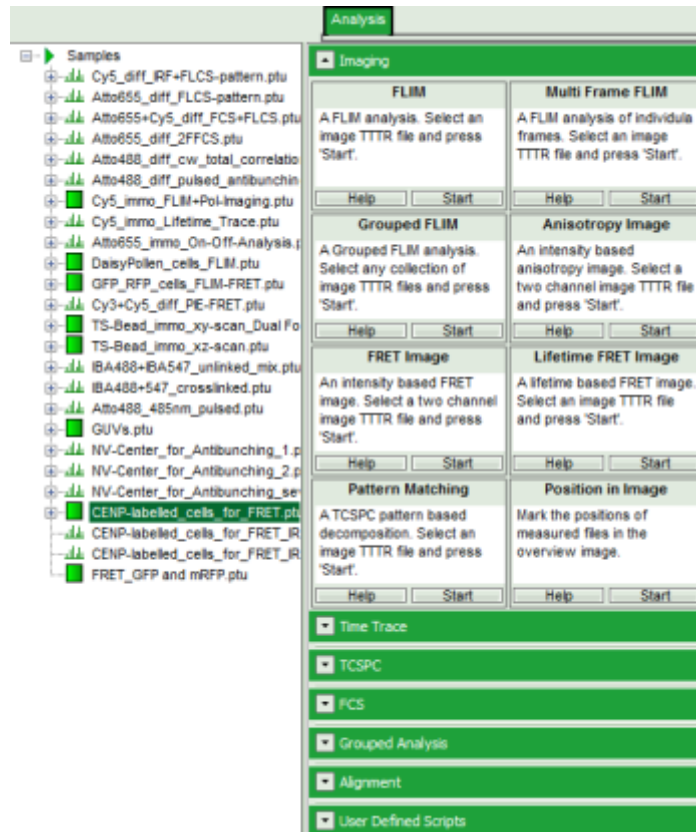 Analysis
Samples
Cy5_diff_IRF+FLCS-pattern.ptu
Atto655_diff_FLCS-pattern.ptu
Atto655+Cy5_diff_FCS+FLCS.ptu
Atto655_diff_2FFCS.ptu
Atto488_diff_cw_total_correlatio
Atto488_diff_pulsed_antibunchin
Cy5_immo_FLIM+Pol-Imaging.ptu
Cy5_immo_Lifetime_Trace.ptu
Atto655_immo_On-Off-Analysis.p
DaisyPollen_cells_FLIM.ptu
GFP_RFP_cells_FLIM-FRET.ptu
Cy3+Cy5_diff_PIE-FRET.ptu
TS-Bead_immo_xy-scan_Dual Fo
TS-Bead_immo_xz-scan.ptu
IBA488+IBA547_unlinked_mix.ptu
IBA488+547_crosslinked.ptu
Atto488_485nm_pulsed.ptu
GUVs.ptu
NV-Center_for_Antibunching_1.p
NV-Center_for_Antibunching_2.p
NV-Center_for_Antibunching_se
CENP-labelled_cells_for_FRET.ptu
CENP-labelled_cells_for_FRET_IR
CENP-labelled_cells_for_FRET_IR
FRET_GFP and mRFP.ptu
Imaging
FLIM
A FLIM analysis. Select an
image TTTR file and press
'Start'.
Help Start
Multi Frame FLIM
A FLIM analysis of individua
frames. Select an image
TTTR file and press 'Start'.
Help Start
Grouped FLIM
A Grouped FLIM analysis.
Select any collection of
image TTTR files and press
'Start'.
Help Start
Anisotropy Image
An intensity based
anisotropy image. Select a
two channel image TTTR file
and press 'Start'.
Help Start
FRET Image
An intensity based FRET
image. Select a two channel
image TTTR file and press
'Start'.
Help Start
Lifetime FRET Image
A lifetime based FRET image.
Select an image TTTR file
and press 'Start'.
Help Start
Pattern Matching
A TCSPC pattern based
decomposition. Select an
image TTTR file and press
'Start'.
Help Start
Position in Image
Mark the positions of
measured files in the
overview image.
Help Start
Time Trace
TCSPC
FCS
Grouped Analysis
Alignment
User Defined Scripts